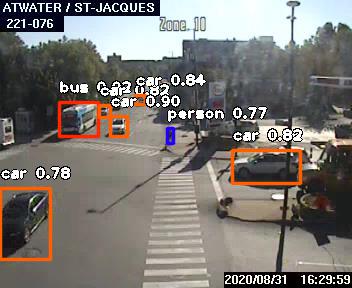 ATWATER / ST-JACQUES
221-076
Zone 10
car 0.84
car 0.82
car 0.90
person 0.77
car 0.82
car 0.78
2020/08/31 16:29:59